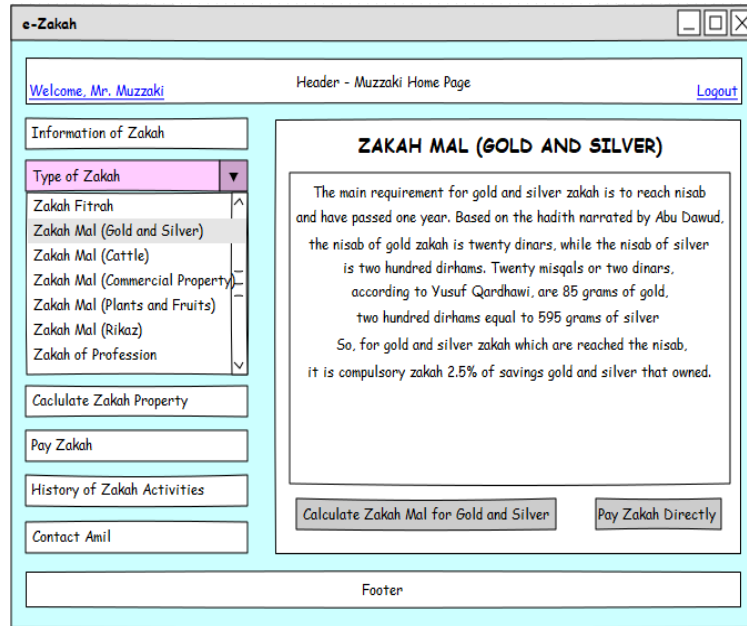 e-Zakah
Header - Muzzaki Home Page
Welcome, Mr. Muzzaki
Logout
Information of Zakah
Type of Zakah
Zakah Fitrah
Zakah Mal (Gold and Silver)
Zakah Mal (Cattle)
Zakah Mal (Commercial Property)
Zakah Mal (Plants and Fruits)
Zakah Mal (Rikaz)
Zakah of Profession
Caclulate Zakah Property
Pay Zakah
History of Zakah Activities
Contact Amil
ZAKAH MAL (GOLD AND SILVER)
The main requirement for gold and silver zakah is to reach nisab
and have passed one year. Based on the hadith narrated by Abu Dawud,
the nisab of gold zakah is twenty dinars, while the nisab of silver
is two hundred dirhams. Twenty misqals or two dinars,
according to Yusuf Qardhawi, are 85 grams of gold,
two hundred dirhams equal to 595 grams of silver
So, for gold and silver zakah which are reached the nisab,
it is compulsory zakah 2.5% of savings gold and silver that owned.
Calculate Zakah Mal for Gold and Silver
Pay Zakah Directly
Footer